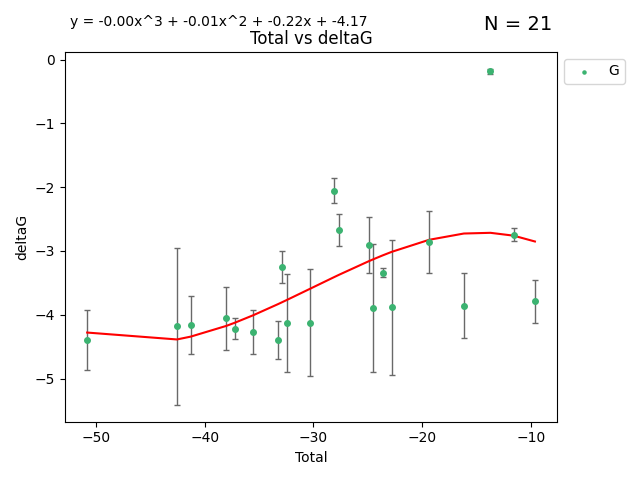 y = -0.00x^3 + -0.01x^2 + -0.22x + -4.17
N = 21
Total vs deltaG
G
0
−1
−2
−3
−4
−5
deltaG
−50 −40 −30 −20 −10
Total